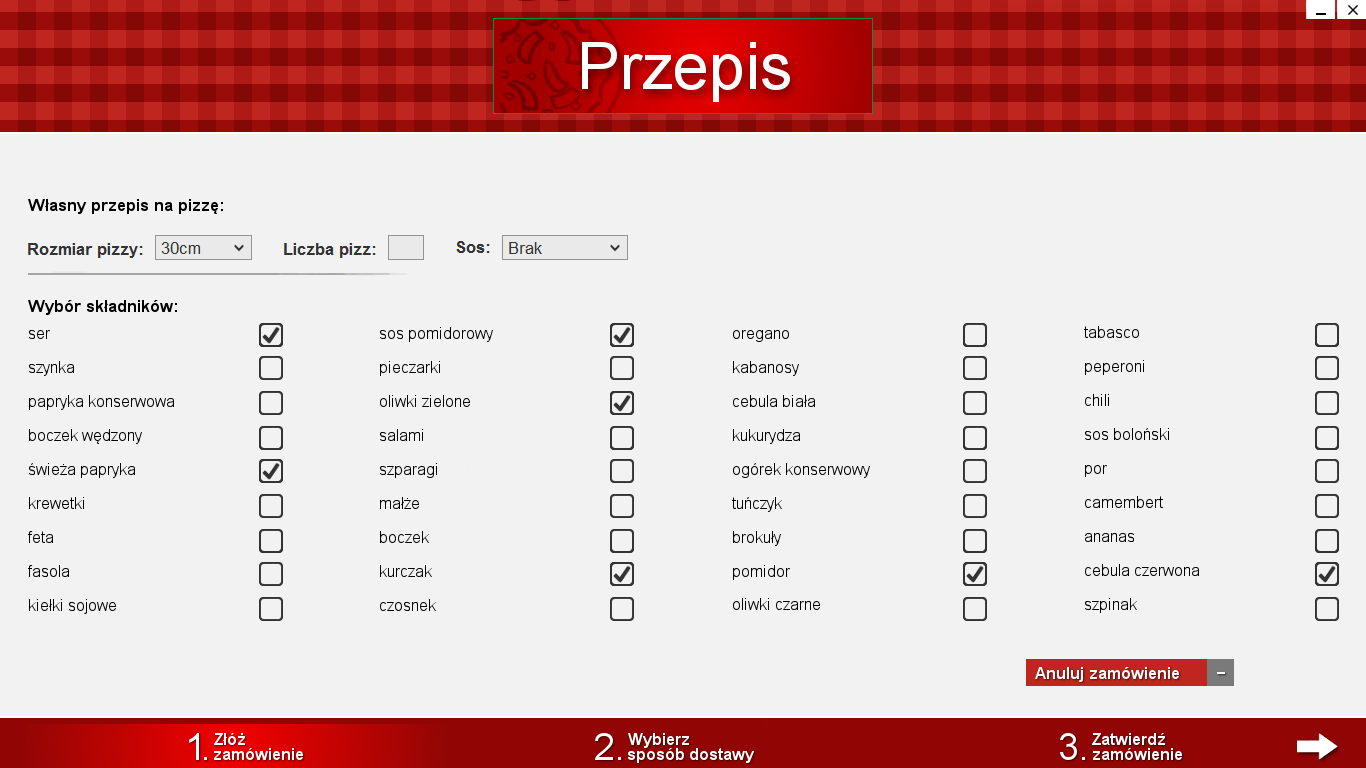 Przepis
Własny przepis na pizzę:
Rozmiar pizzy: 30cm Liczba pizz: Sos: Brak
Wybór składników:
ser sos pomidorowy oregano tabasco
szynka pieczarki kabanosy peperoni
papryka konserwowa oliwki zielone cebula biała chili
boczek wędzony salami kukurydza sos boloński
świeża papryka szparagi ogórek konserwowy por
krewetki małże tuńczyk camembert
feta boczek brokuły ananas
fasola kurczak pomidor cebula czerwona
kiełki sojowe czosnek oliwki czarne szpinak
Anuluj zamówienie –
1. Złóż zamówienie
2. Wybierz sposób dostawy
3. Zatwierdź zamówienie